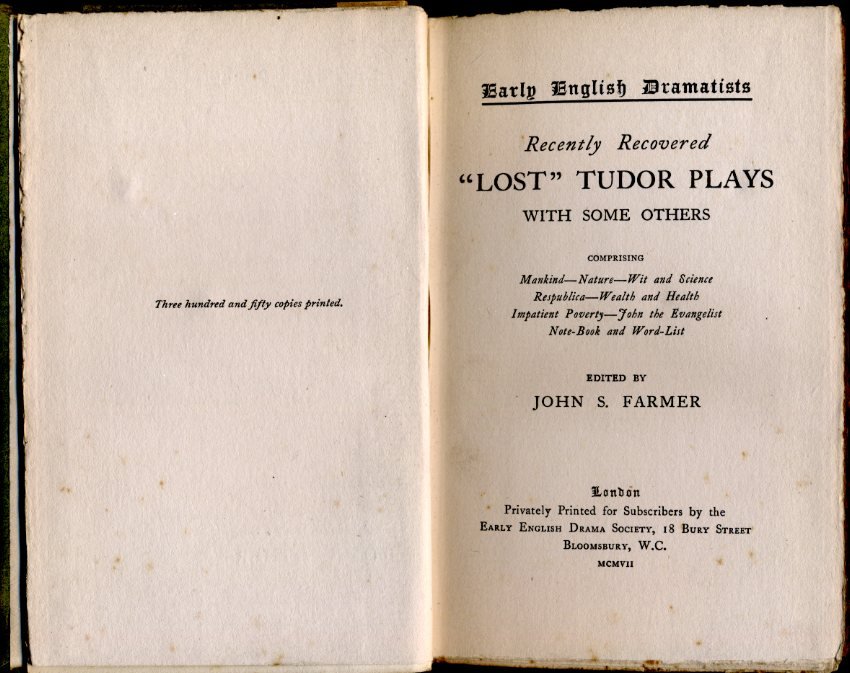 Three hundred and fifty copies printed.
Early English Dramatists
Recently Recovered
“LOST” TUDOR PLAYS
WITH SOME OTHERS
COMPRISING
Mankind—Nature—Wit and Science
Respublica—Wealth and Health
Impatient Poverty—John the Evangelist
Note-Book and Word-List
EDITED BY
JOHN S. FARMER
London
Privately Printed for Subscribers by the
EARLY ENGLISH DRAMA SOCIETY, 18 BURY STREET
BLOOMSBURY, W.C.
MCMVII